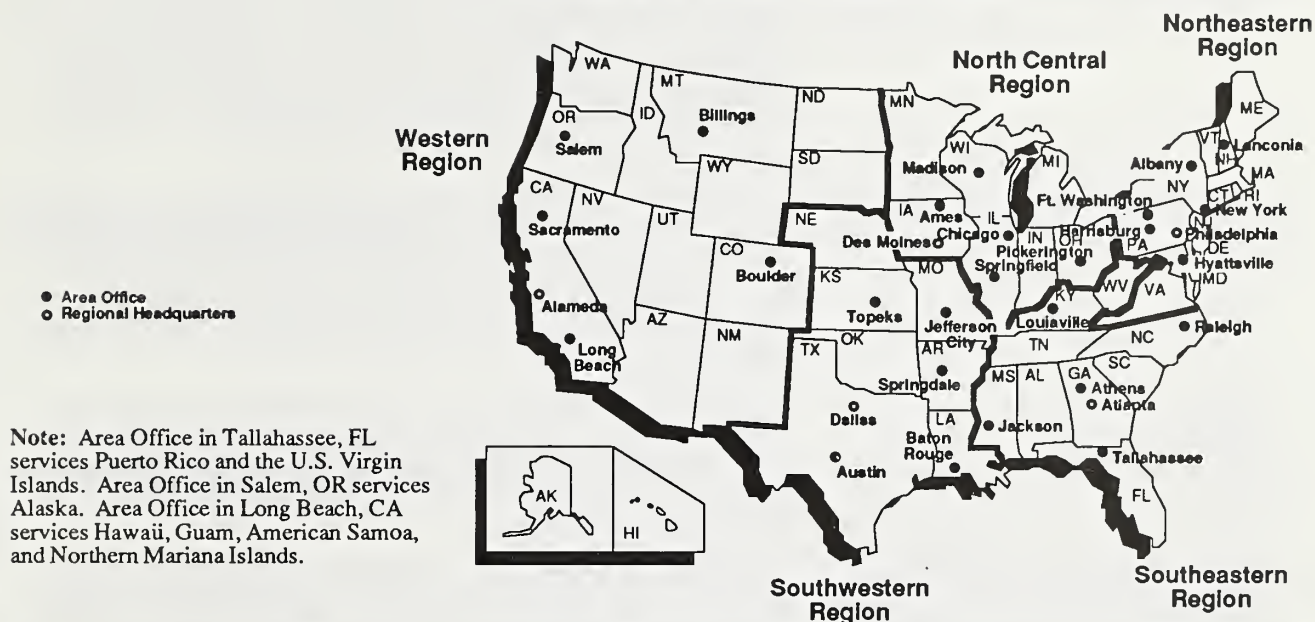 Northeastern
Region
North Central
Region
Western
Region
WA
MT
ND
MN
OR
ID
Billings
Salem
WI
MI
VT
ME
NH
Lanconia
SD
WY
Madison
Albany
MA
NY
CA
NV
Ft. Washington
CT
RI
New York
NE
IA
Ames
IL
Sacramento
UT
Des Moines
Chicago
IN
OH
Harrisburg
NJ
Philadelphia
PA
CO
Boulder
Pickerington
DE
Springfield
Hyattsville
MD
KS
MO
WV
VA
KY
● Area Office
○ Regional Headquarters
Alameda
Topeks
Jefferson
City
Louiaville
Raleigh
AZ
NM
OK
TN
NC
Long
Beach
TX
AR
SC
Springdale
MS
AL
GA
Athens
Atlapta
Dallas
LA
Jackson
Baton
Rouge
Austin
Tallahassee
FL
AK
HI
Note: Area Office in Tallahassee, FL
services Puerto Rico and the U.S. Virgin
Islands. Area Office in Salem, OR services
Alaska. Area Office in Long Beach, CA
services Hawaii, Guam, American Samoa,
and Northern Mariana Islands.
Southwestern
Region
Southeastern
Region